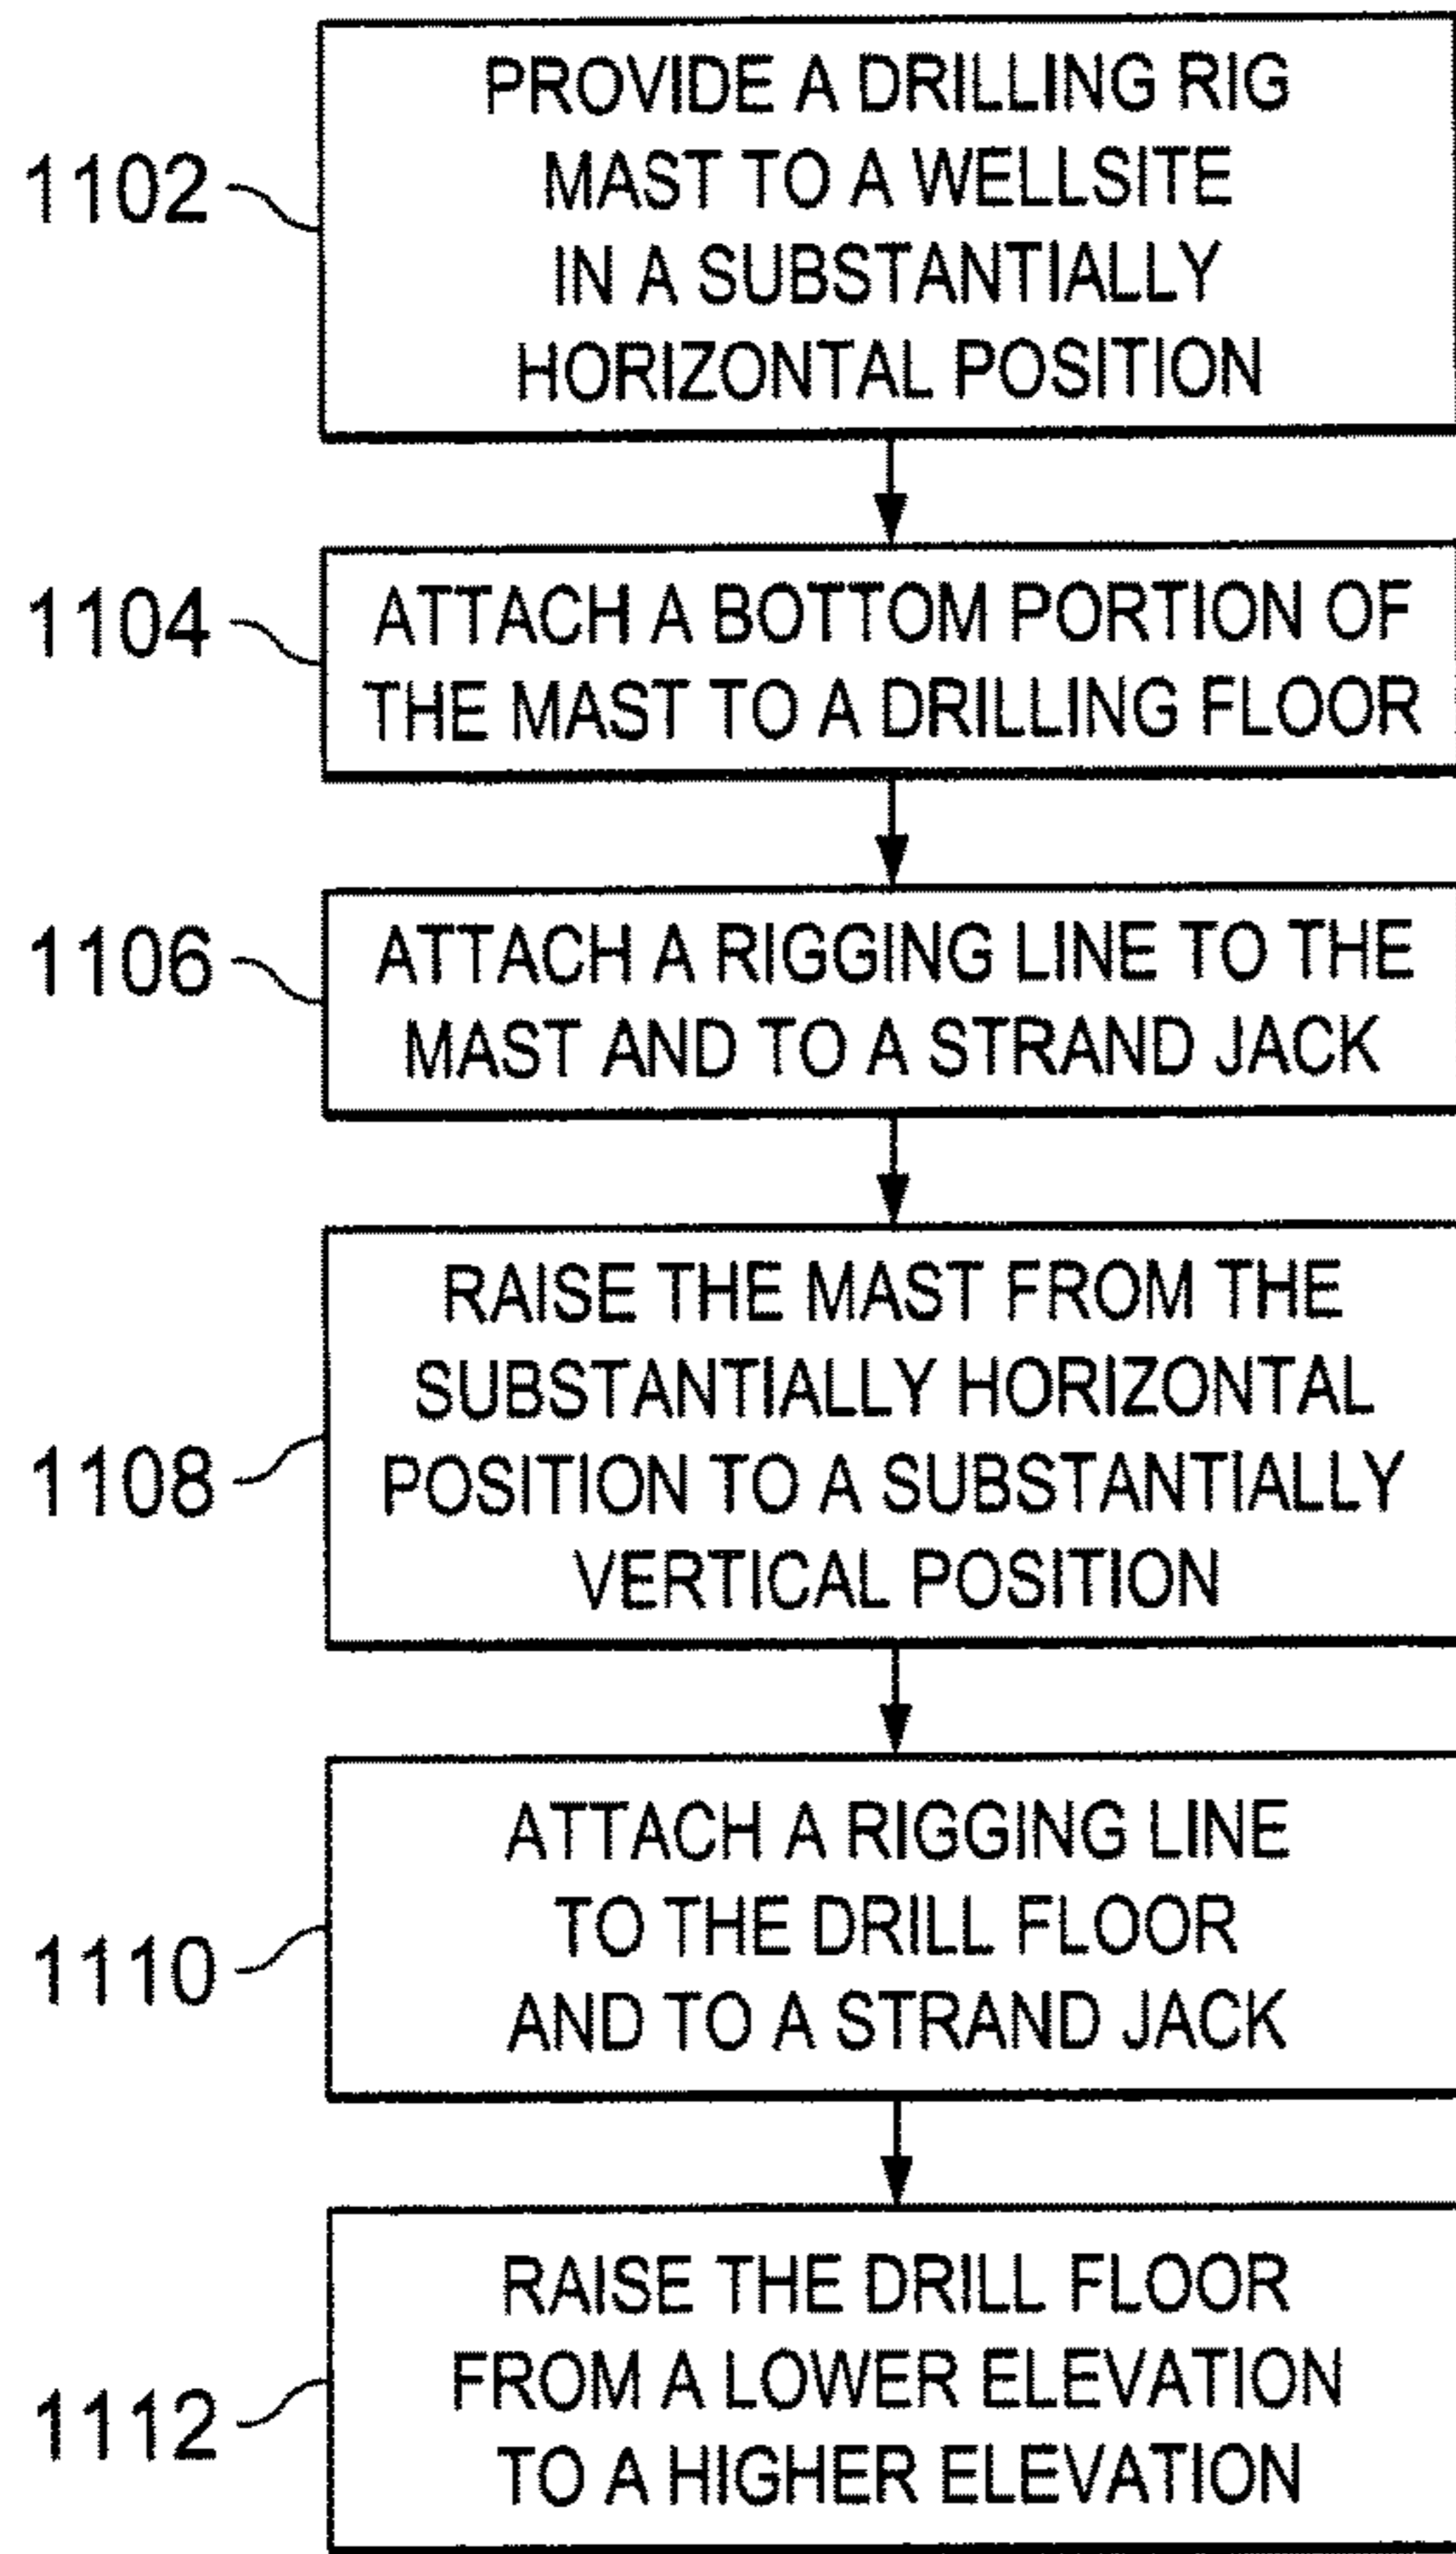 1102
PROVIDE A DRILLING RIG
MAST TO A WELLSITE
IN A SUBSTANTIALLY
HORIZONTAL POSITION
1104
ATTACH A BOTTOM PORTION OF
THE MAST TO A DRILLING FLOOR
1106
ATTACH A RIGGING LINE TO THE
MAST AND TO A STRAND JACK
1108
RAISE THE MAST FROM THE
SUBSTANTIALLY HORIZONTAL
POSITION TO A SUBSTANTIALLY
VERTICAL POSITION
1110
ATTACH A RIGGING LINE
TO THE DRILL FLOOR
AND TO A STRAND JACK
1112
RAISE THE DRILL FLOOR
FROM A LOWER ELEVATION
TO A HIGHER ELEVATION